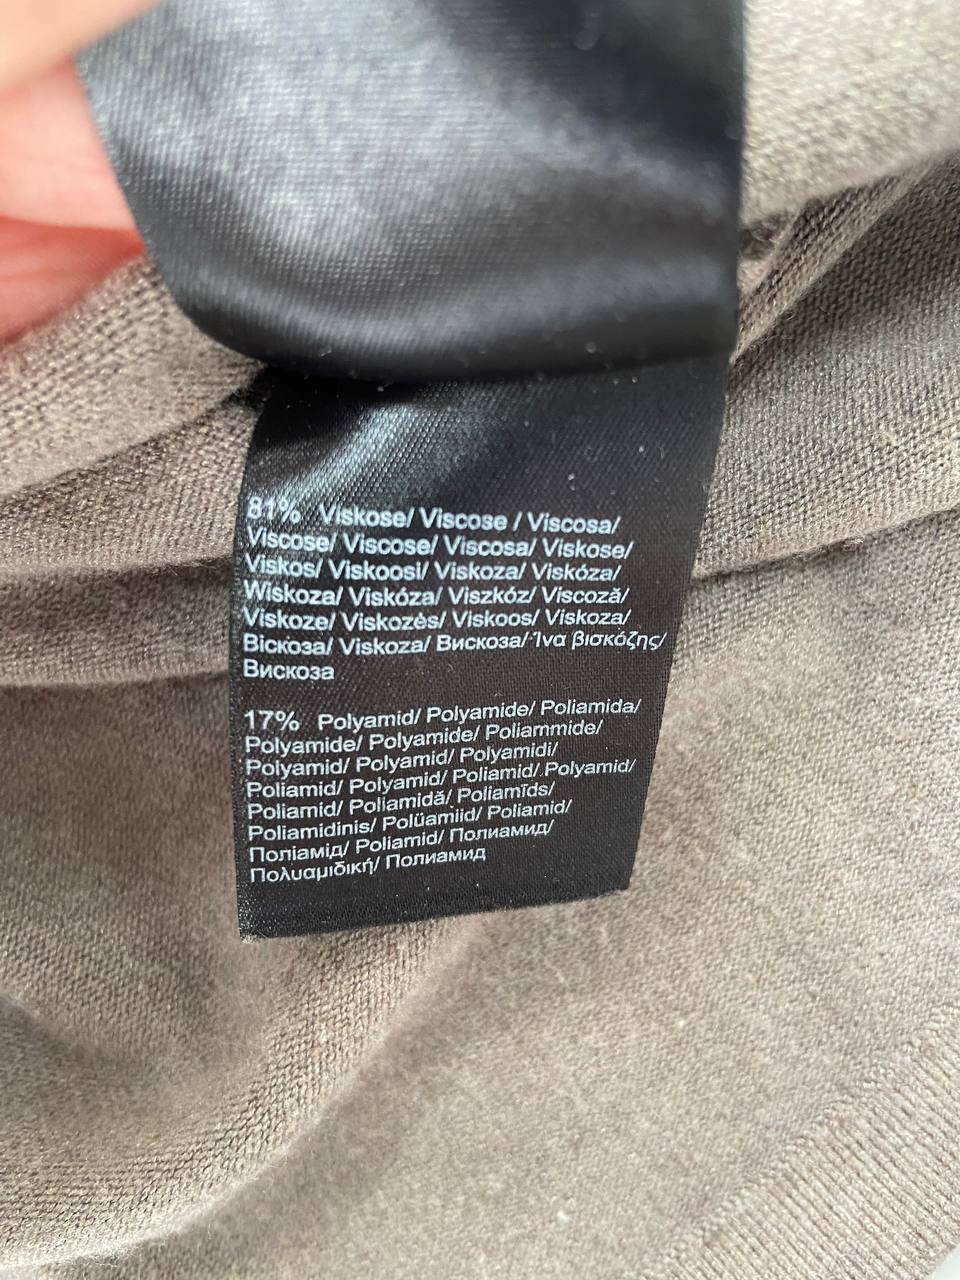 81% Viskose/ Viscose / Viscosa/
Viscose/ Viscose/ Viscosa/ Viskose/
Viskos/ Viskoosi/ Viskoza/ Viskóza/
Wiskoza/ Viskóza/ Viszkóz/ Viscoză/
Viskoze/ Viskozės/ Viskoos/ Viskoza/
Віскоза/ Viskoza/ Вискоза/ Ίνα βισκόζης/
Вискоза
17% Polyamid/ Polyamide/ Poliamida/
Polyamide/ Polyamide/ Poliammide/
Polyamid/ Polyamid/ Polyamidi/
Poliamid/ Polyamid/ Poliamid/ Polyamid/
Poliamid/ Poliamidă/ Poliamīds/
Poliamidinis/ Polüamiid/ Poliamid/
Поліамід/ Poliamid/ Полиамид/
Πολυαμιδική/ Полиамид